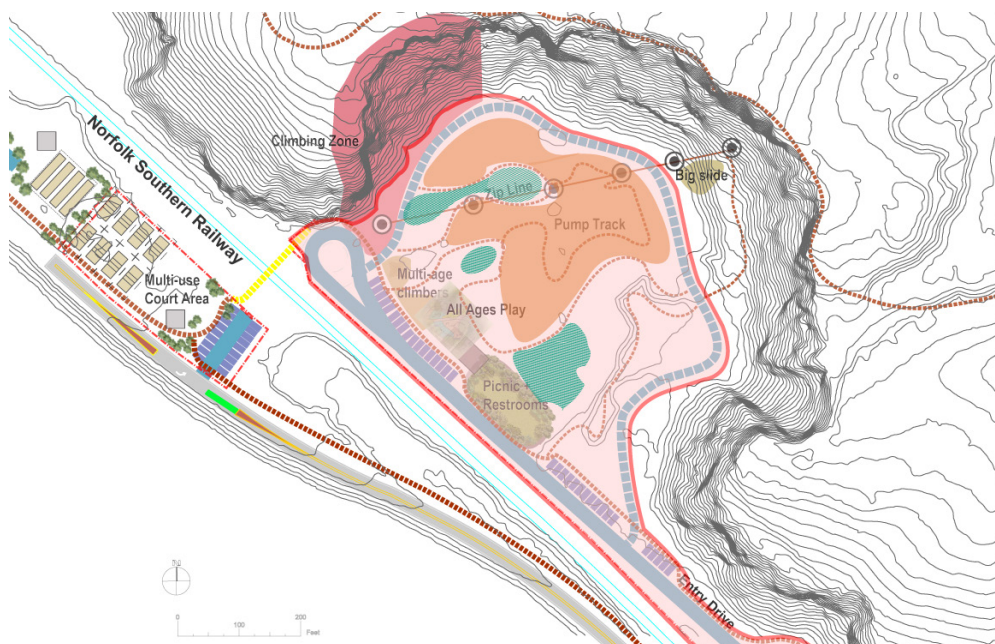 Norfolk Southern Railway
Climbing Zone
Big slide
Zip Line
Pump Track
Multi-use
Court Area
Multi-age
climbers
All Ages Play
Picnic +
Restrooms
Entry Drive
0 100 200
Feet